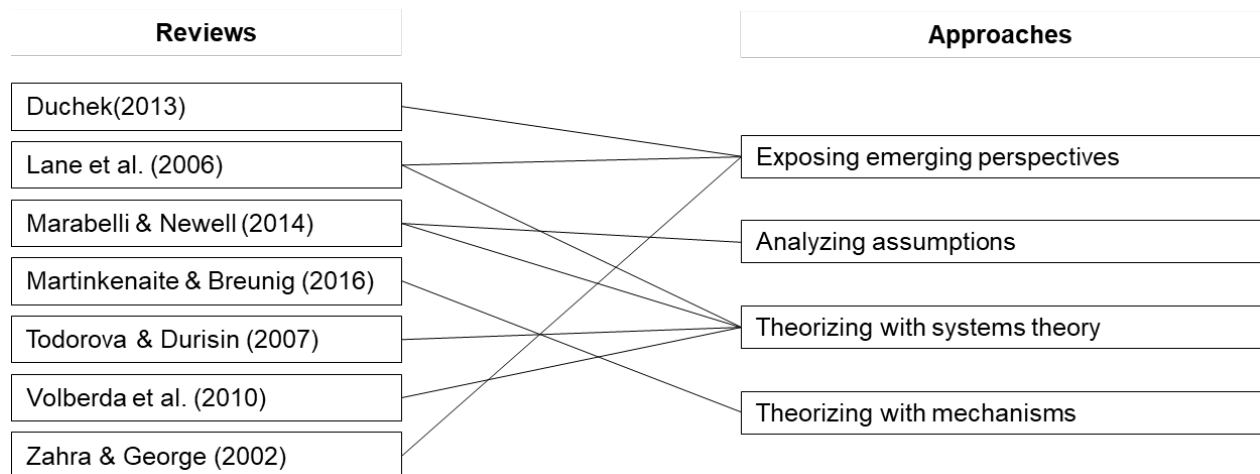 Reviews
Approaches
Duchek(2013)
Lane et al. (2006)
Marabelli & Newell (2014)
Martinkenaite & Breunig (2016)
Todorova & Durisin (2007)
Volberda et al. (2010)
Zahra & George (2002)
Exposing emerging perspectives
Analyzing assumptions
Theorizing with systems theory
Theorizing with mechanisms